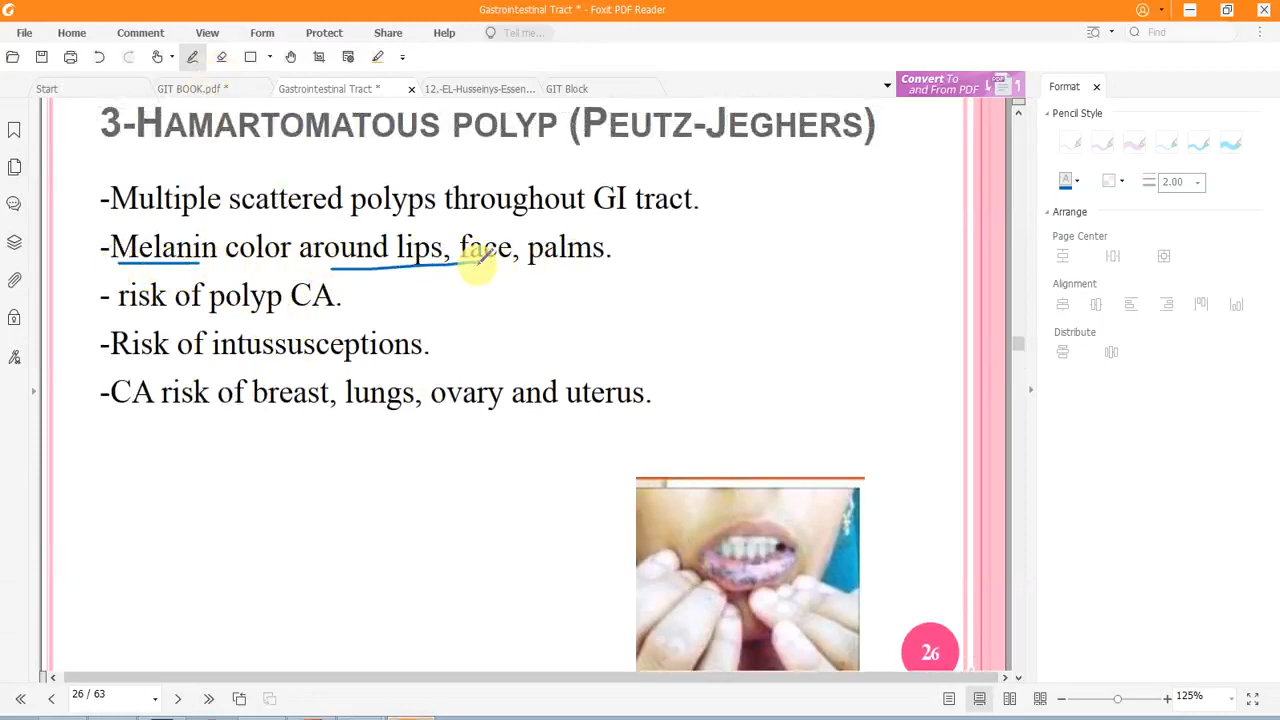 Gastrointestinal Tract * - Foxit PDF Reader
File Home Comment View Form Protect Share Help Tell me... Find
Start GIT BOOK.pdf * Gastrointestinal Tract * 12.-EL-Husseinys-Essen... GIT Block
Convert To
and From PDF
PDF
Format
Pencil Style
2.00
Arrange
Page Center
Alignment
Distribute
3-HAMARTOMATOUS POLYP (PEUTZ-JEGHERS)
-Multiple scattered polyps throughout GI tract.
-Melanin color around lips, face, palms.
- risk of polyp CA.
-Risk of intussusceptions.
-CA risk of breast, lungs, ovary and uterus.
26
26 / 63
125%